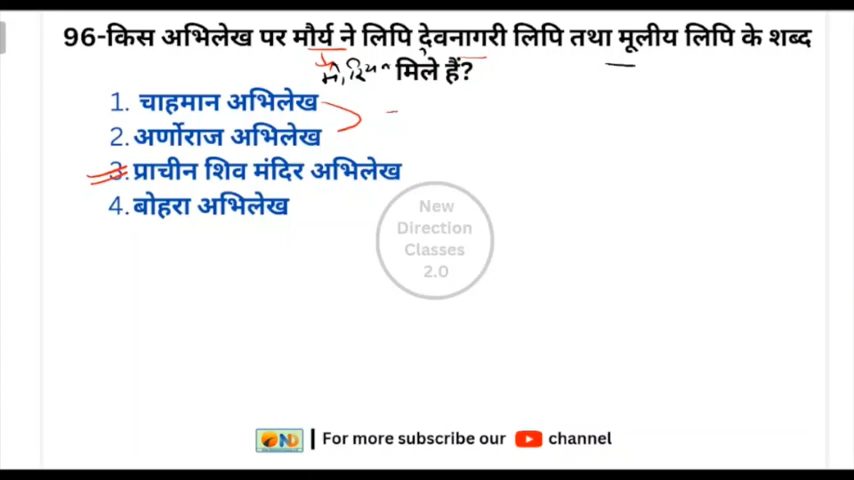 96-किस अभिलेख पर मौर्य ने लिपि देवनागरी लिपि तथा मूलीय लिपि के शब्द
मिले हैं?
1. चाहमान अभिलेख
2. अर्णोराज अभिलेख
3. प्राचीन शिव मंदिर अभिलेख
4. बोहरा अभिलेख
New
Direction
Classes
2.0
ND
For more subscribe our channel